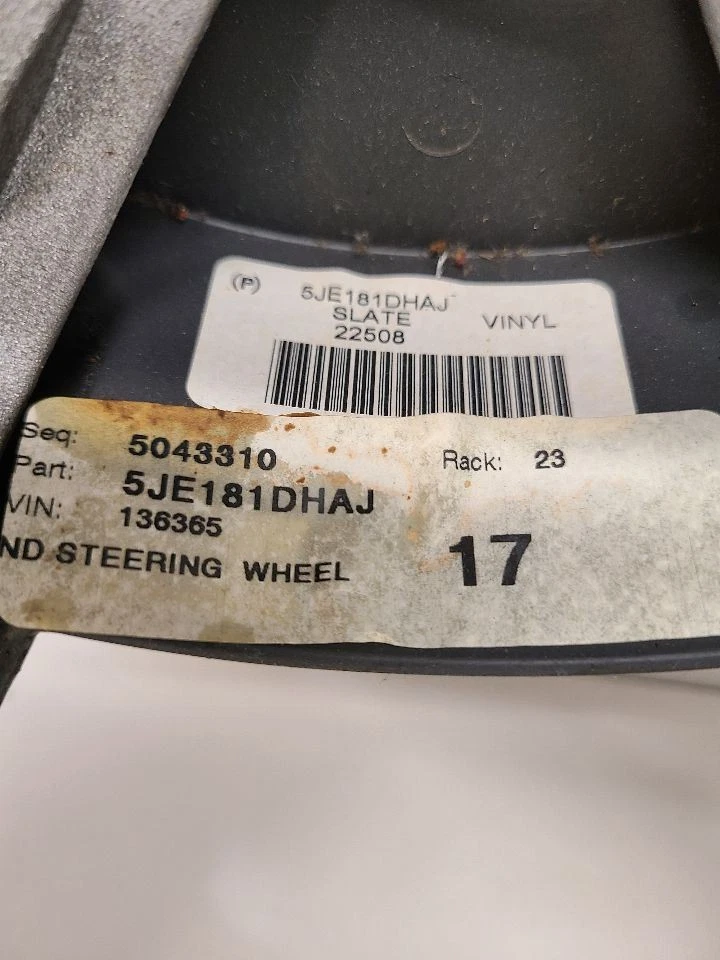 (P) 5JE181DHAJ
SLATE VINYL
22508
Seq: 5043310 Rack: 23
Part: 5JE181DHAJ
VIN: 136365
ND STEERING WHEEL 17